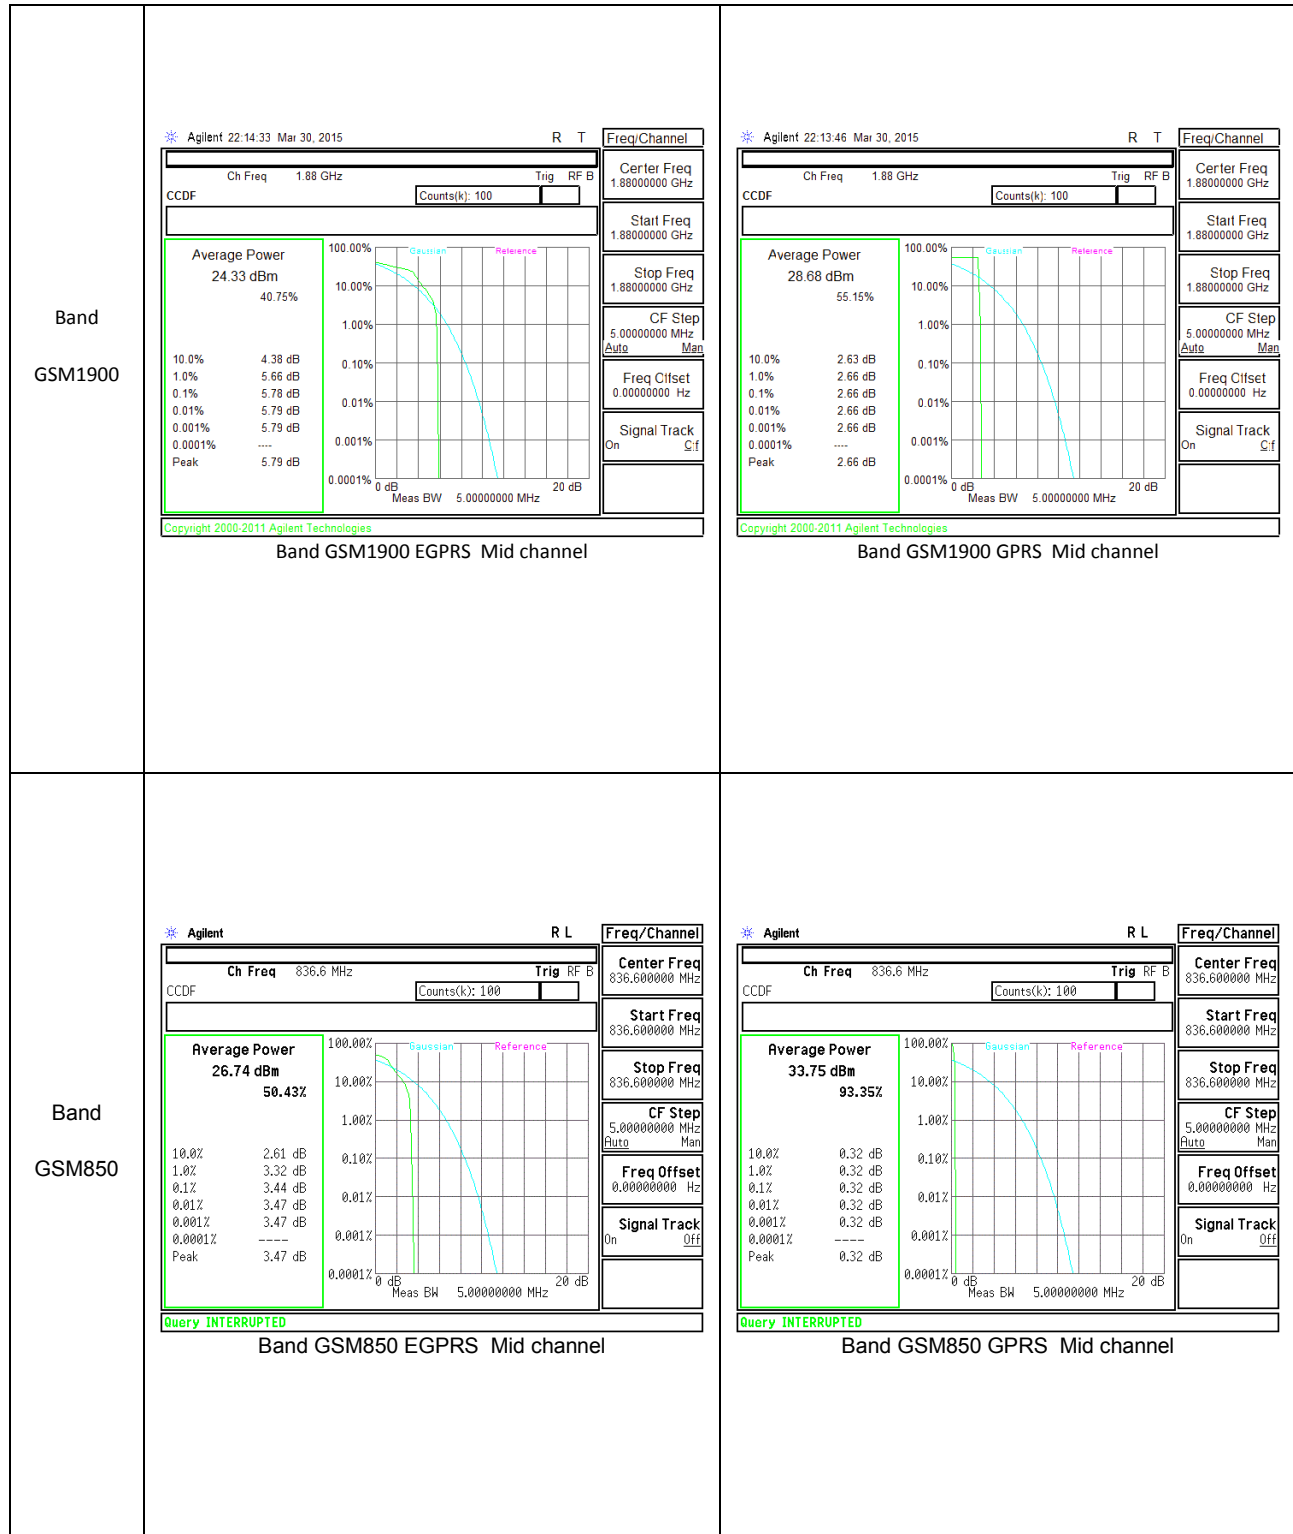 Band
GSM1900
Agilent 22:14:33 Mar 30, 2015 R T
Freq/Channel
Ch Freq 1.88 GHz Trig RF B
CCDF Counts(k): 100
Average Power
24.33 dBm
40.75%
10.0% 4.38 dB
1.0% 5.66 dB
0.1% 5.78 dB
0.01% 5.79 dB
0.001% 5.79 dB
0.0001% ----
Peak 5.79 dB
Gaussian Reference
100.00%
10.00%
1.00%
0.10%
0.01%
0.001%
0.0001%
0 dB 20 dB
Meas BW 5.00000000 MHz
Center Freq
1.88000000 GHz
Start Freq
1.88000000 GHz
Stop Freq
1.88000000 GHz
CF Step
5.00000000 MHz
Auto Man
Freq Offset
0.00000000 Hz
Signal Track
On Off
Copyright 2000-2011 Agilent Technologies
Band GSM1900 EGPRS Mid channel
Agilent 22:13:46 Mar 30, 2015 R T
Freq/Channel
Ch Freq 1.88 GHz Trig RF B
CCDF Counts(k): 100
Average Power
28.68 dBm
55.15%
10.0% 2.63 dB
1.0% 2.66 dB
0.1% 2.66 dB
0.01% 2.66 dB
0.001% 2.66 dB
0.0001% ----
Peak 2.66 dB
Gaussian Reference
100.00%
10.00%
1.00%
0.10%
0.01%
0.001%
0.0001%
0 dB 20 dB
Meas BW 5.00000000 MHz
Center Freq
1.88000000 GHz
Start Freq
1.88000000 GHz
Stop Freq
1.88000000 GHz
CF Step
5.00000000 MHz
Auto Man
Freq Offset
0.00000000 Hz
Signal Track
On Off
Copyright 2000-2011 Agilent Technologies
Band GSM1900 GPRS Mid channel
Band
GSM850
Agilent R L
Freq/Channel
Ch Freq 836.6 MHz Trig RF B
CCDF Counts(k): 100
Average Power
26.74 dBm
50.43%
10.0% 2.61 dB
1.0% 3.32 dB
0.1% 3.44 dB
0.01% 3.47 dB
0.001% 3.47 dB
0.0001% ----
Peak 3.47 dB
Gaussian Reference
100.00%
10.00%
1.00%
0.10%
0.01%
0.001%
0.0001%
0 dB 20 dB
Meas BW 5.00000000 MHz
Center Freq
836.600000 MHz
Start Freq
836.600000 MHz
Stop Freq
836.600000 MHz
CF Step
5.00000000 MHz
Auto Man
Freq Offset
0.00000000 Hz
Signal Track
On Off
Query INTERRUPTED
Band GSM850 EGPRS Mid channel
Agilent R L
Freq/Channel
Ch Freq 836.6 MHz Trig RF B
CCDF Counts(k): 100
Average Power
33.75 dBm
93.35%
10.0% 0.32 dB
1.0% 0.32 dB
0.1% 0.32 dB
0.01% 0.32 dB
0.001% 0.32 dB
0.0001% ----
Peak 0.32 dB
Gaussian Reference
100.00%
10.00%
1.00%
0.10%
0.01%
0.001%
0.0001%
0 dB 20 dB
Meas BW 5.00000000 MHz
Center Freq
836.600000 MHz
Start Freq
836.600000 MHz
Stop Freq
836.600000 MHz
CF Step
5.00000000 MHz
Auto Man
Freq Offset
0.00000000 Hz
Signal Track
On Off
Query INTERRUPTED
Band GSM850 GPRS Mid channel